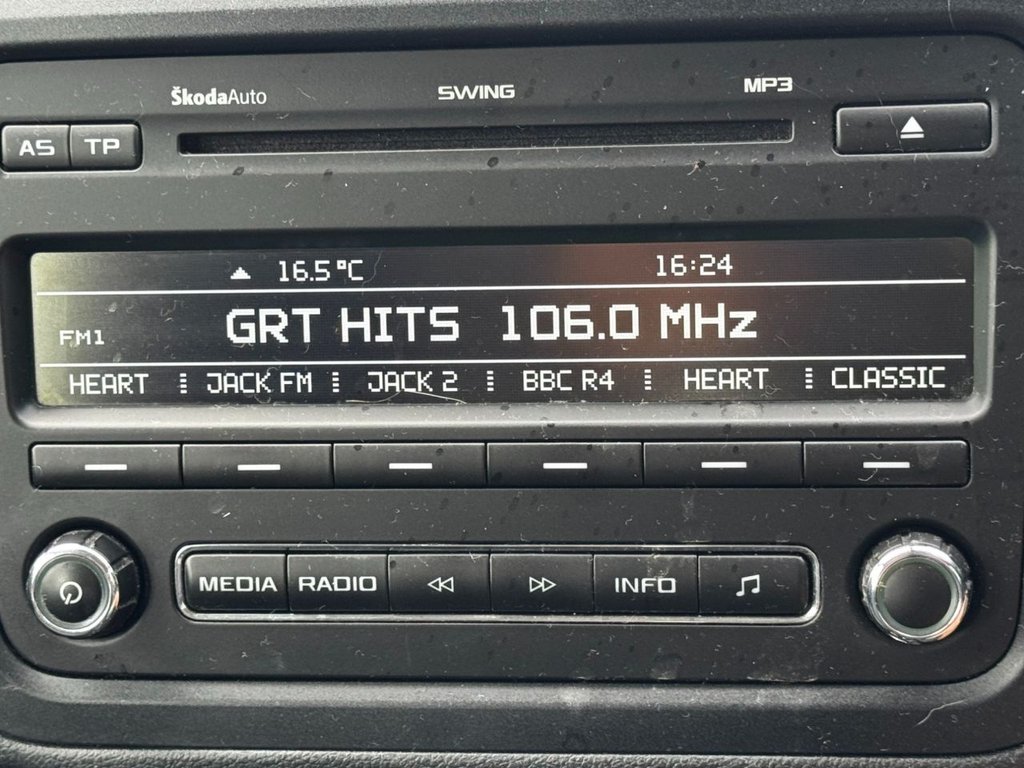 ŠkodaAuto SWING MP3
AS TP
16.5°C 16:24
FM1 GRT HITS 106.0 MHz
HEART JACK FM JACK 2 BBC R4 HEART CLASSIC
MEDIA RADIO INFO